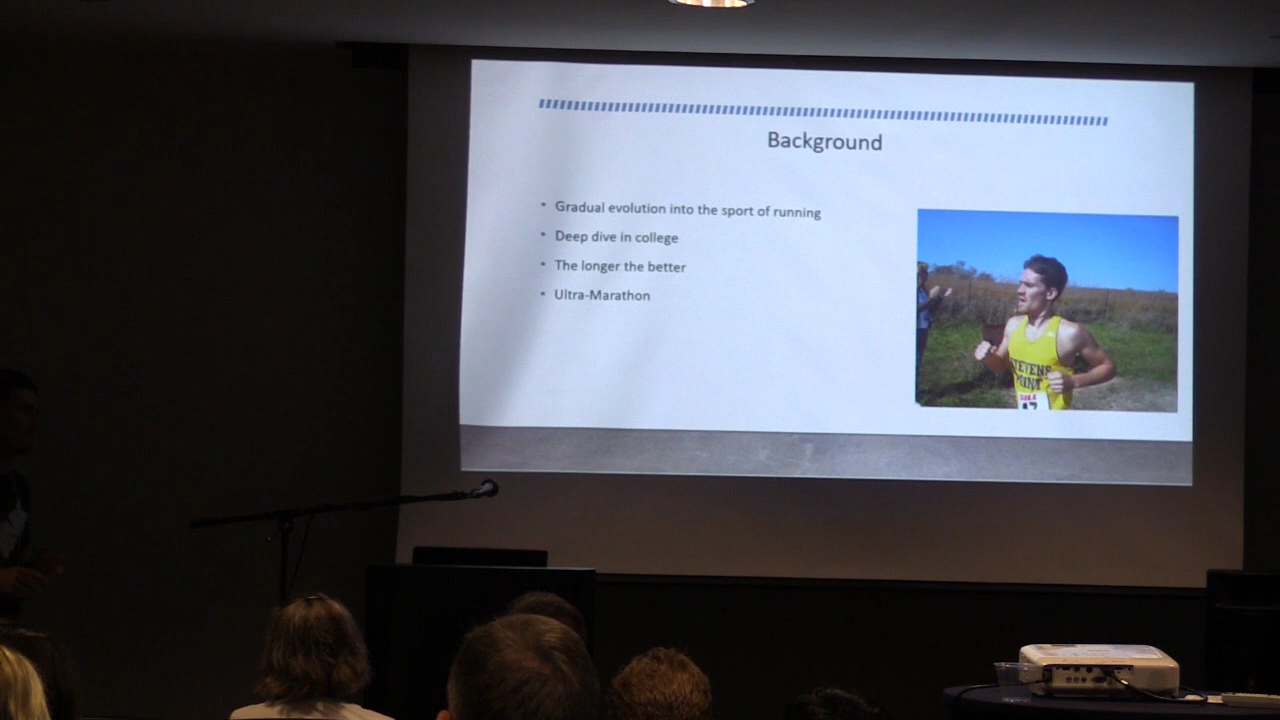 Background
Gradual evolution into the sport of running
Deep dive in college
The longer the better
Ultra-Marathon
STEVENS
POINT